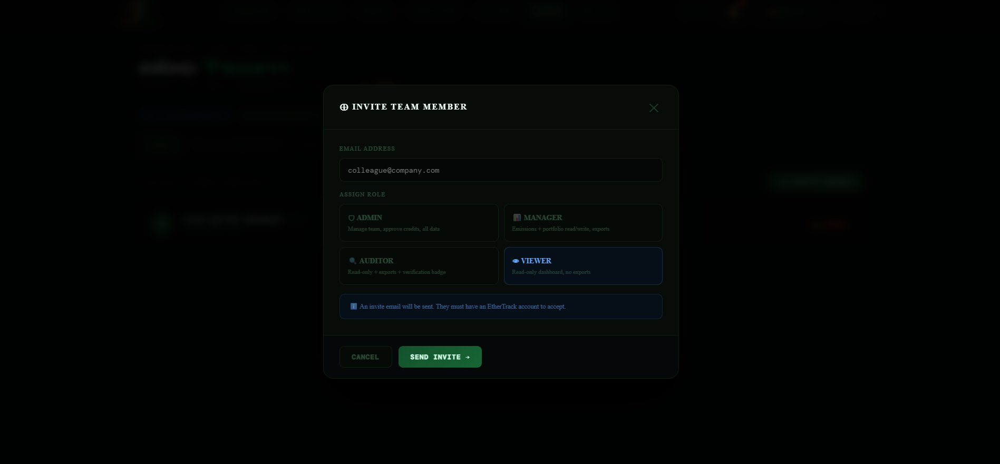 INVITE TEAM MEMBER
EMAIL ADDRESS
colleague@company.com
ASSIGN ROLE
ADMIN
Manage team, approve credits, all data
MANAGER
Emissions + portfolio read/write, exports
AUDITOR
Read-only + exports + verification badge
VIEWER
Read-only dashboard, no exports
An invite email will be sent. They must have an EtherTrack account to accept.
CANCEL
SEND INVITE →